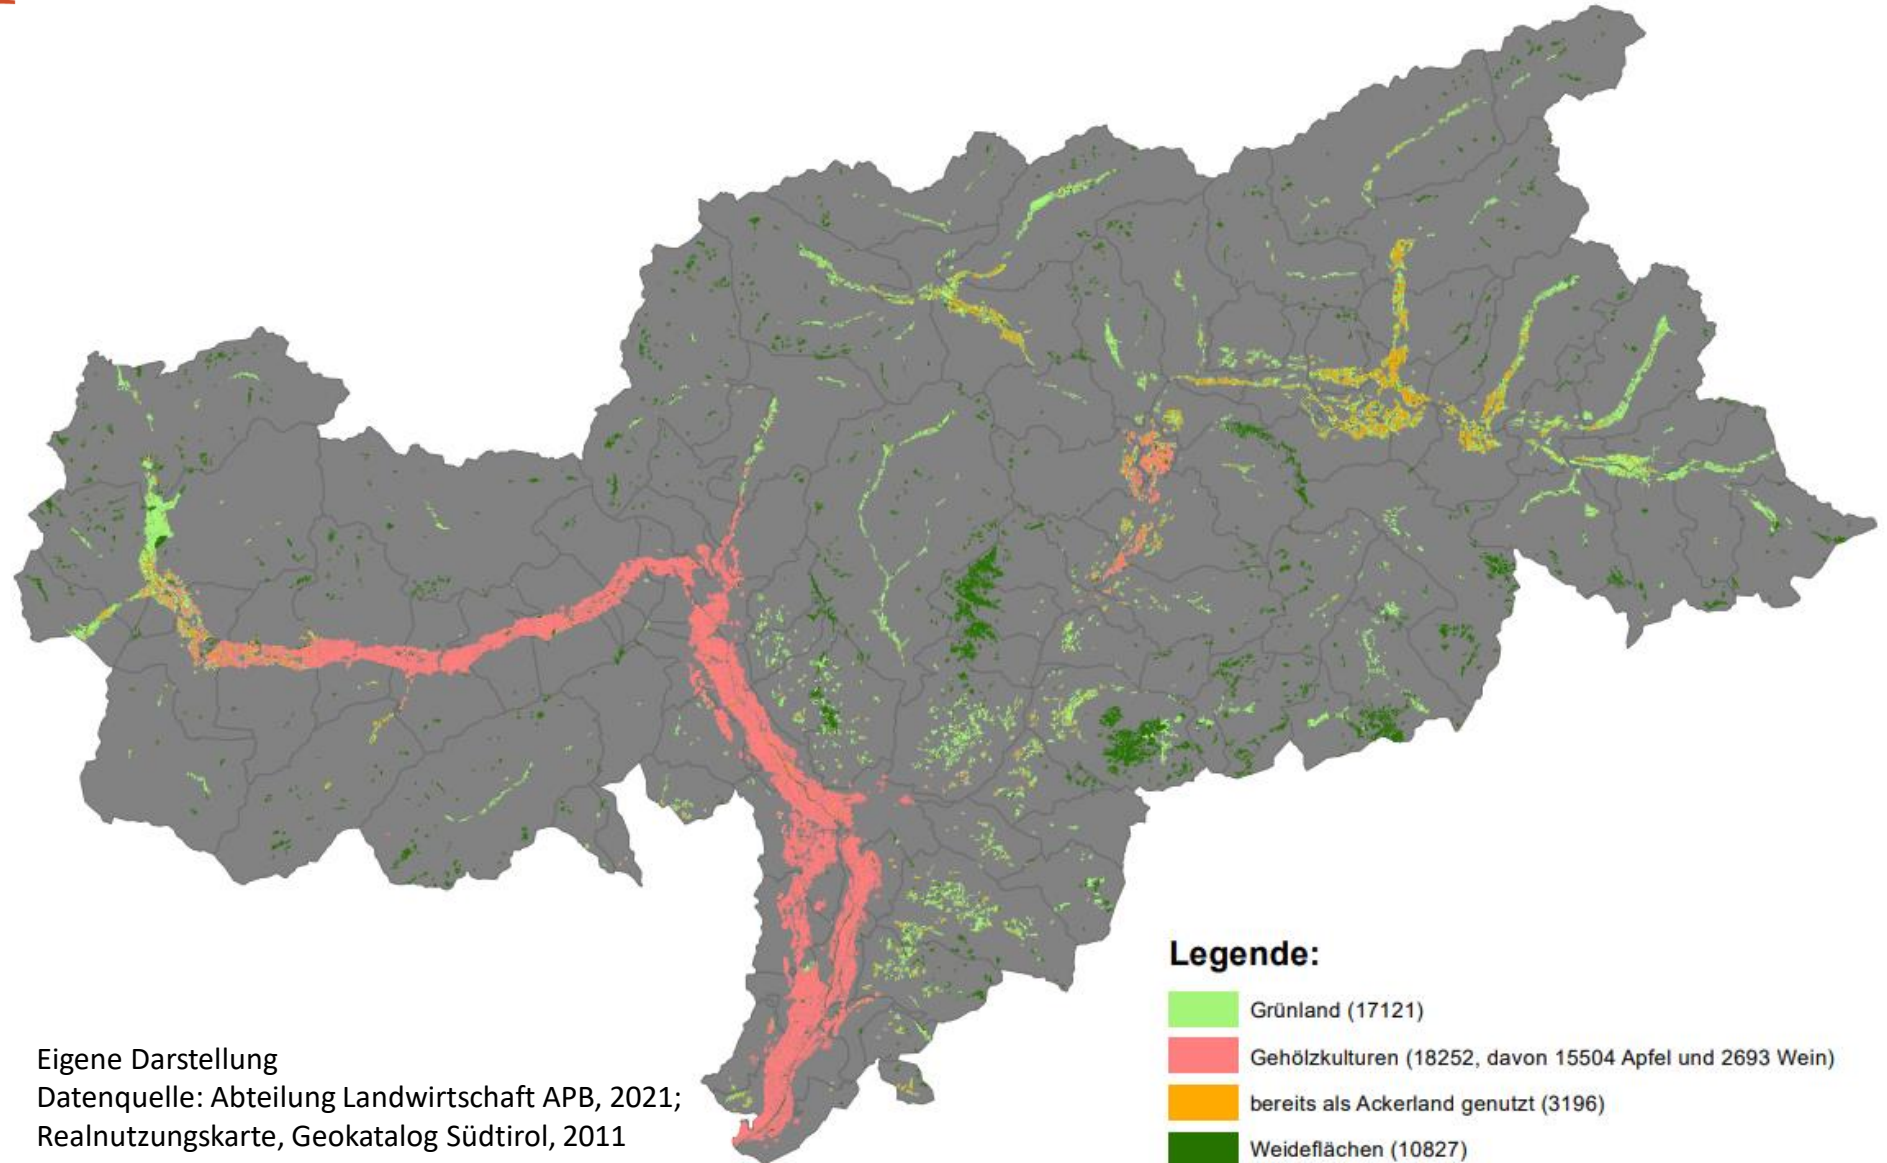 Legende:
Grünland (17121)
Gehölzkulturen (18252, davon 15504 Apfel und 2693 Wein)
bereits als Ackerland genutzt (3196)
Weideflächen (10827)
Eigene Darstellung
Datenquelle: Abteilung Landwirtschaft APB, 2021;
Realnutzungskarte, Geokatalog Südtirol, 2011